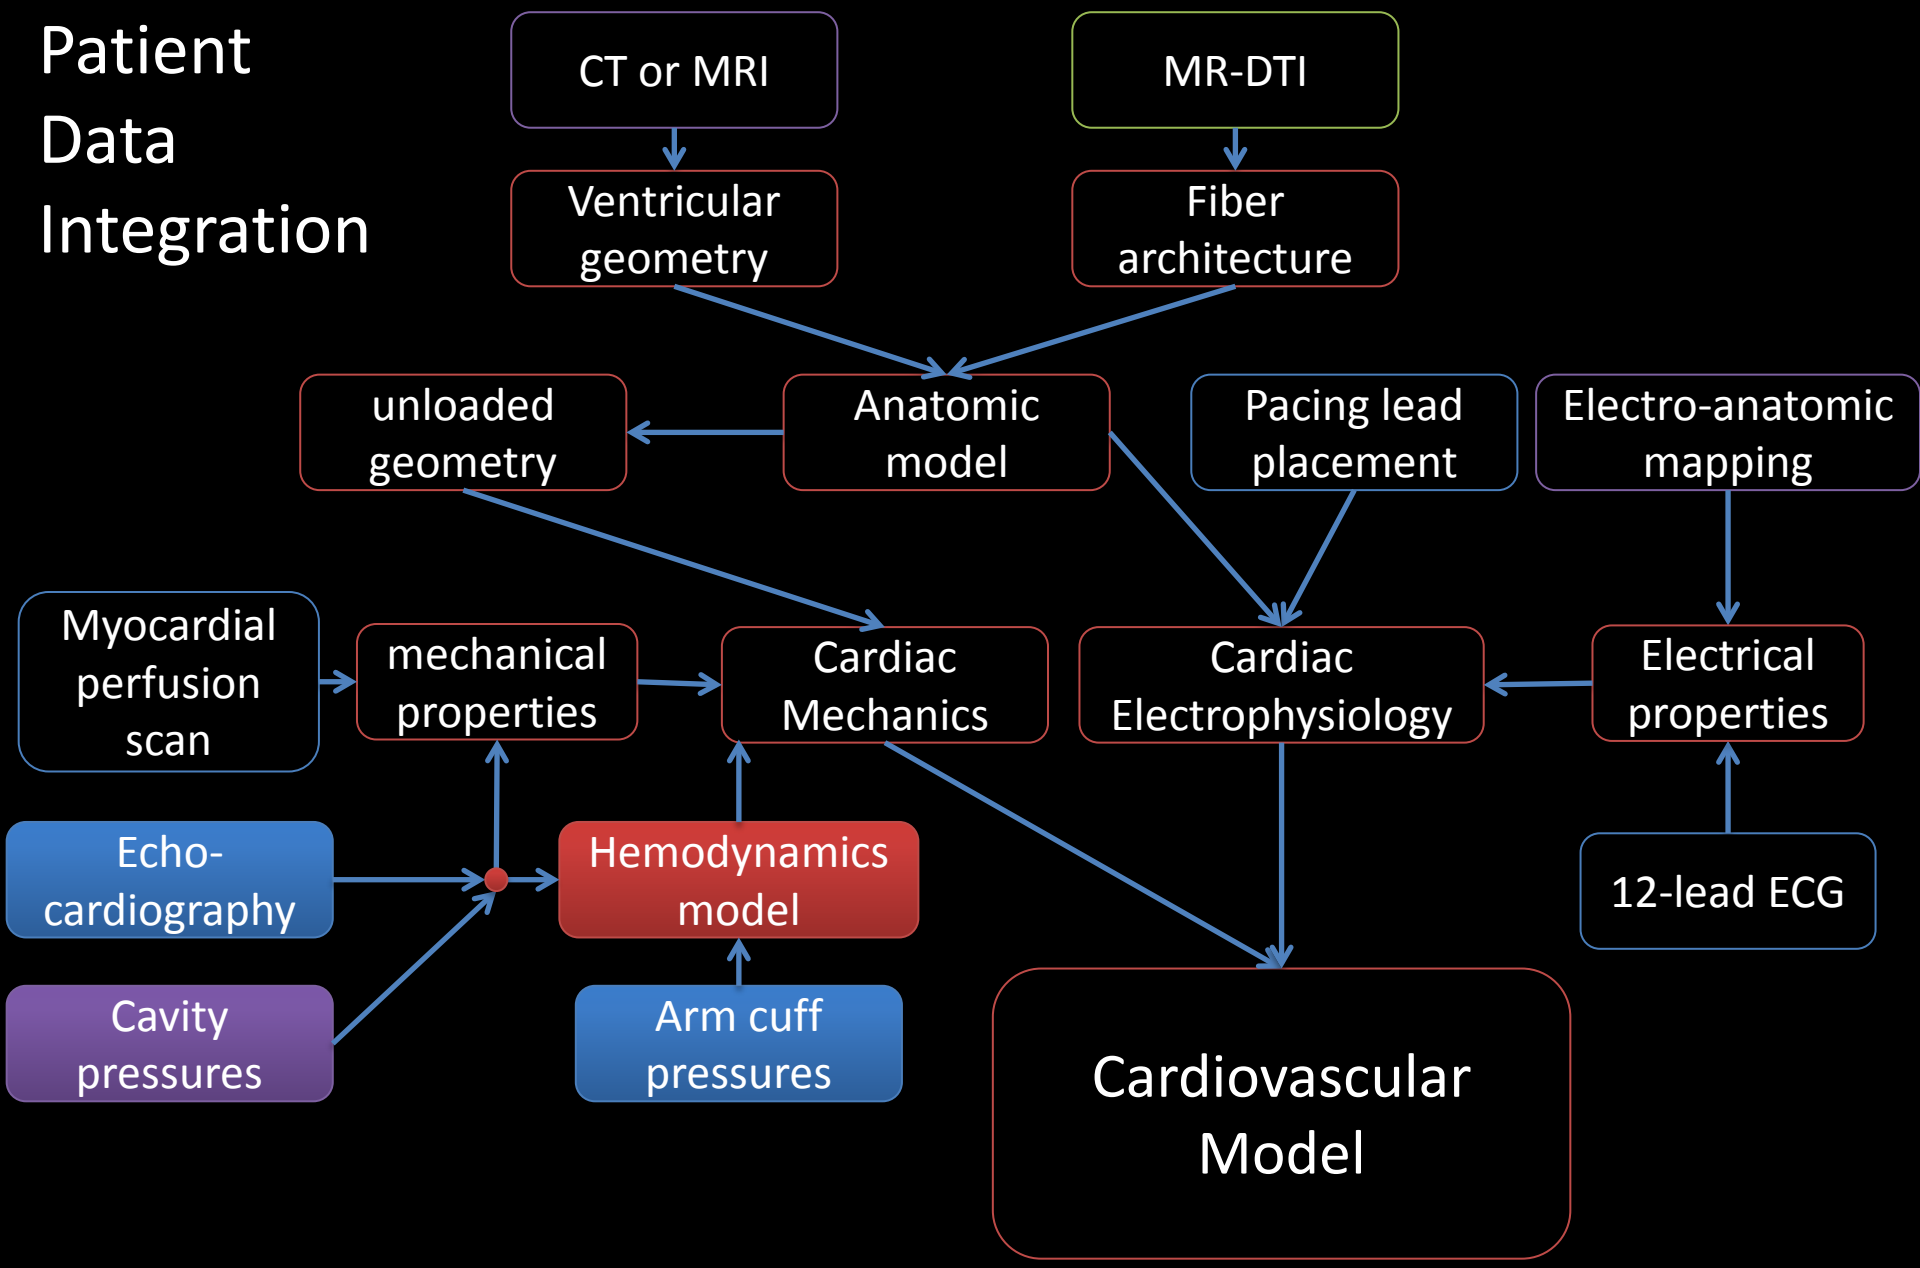 Patient
Data
Integration
CT or MRI
MR-DTI
Ventricular
geometry
Fiber
architecture
unloaded
geometry
Anatomic
model
Pacing lead
placement
Electro-anatomic
mapping
Myocardial
perfusion
scan
mechanical
properties
Cardiac
Mechanics
Cardiac
Electrophysiology
Electrical
properties
Echo-
cardiography
Hemodynamics
model
12-lead ECG
Cavity
pressures
Arm cuff
pressures
Cardiovascular
Model